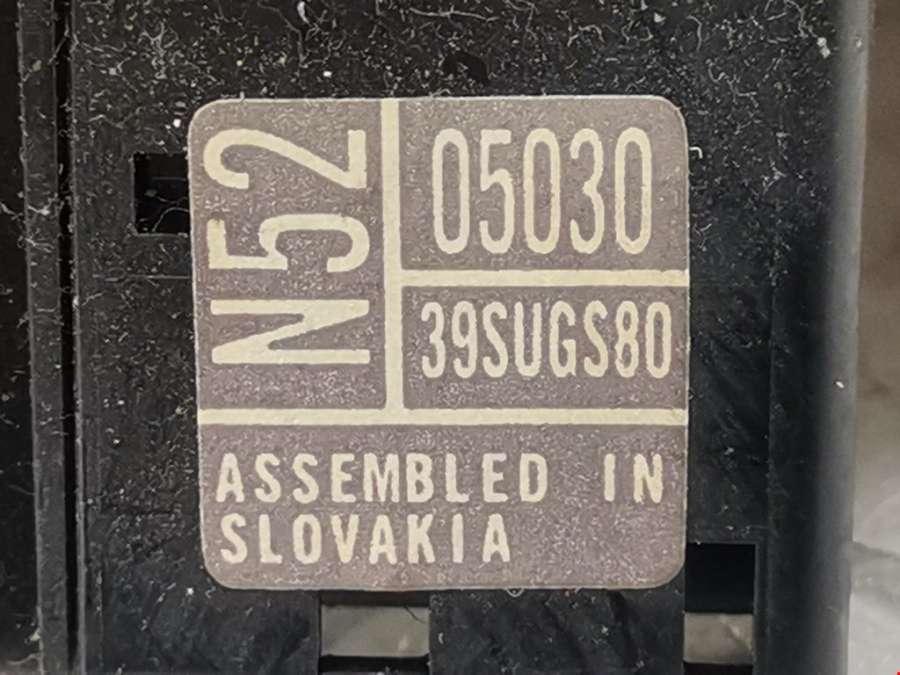 N52
05030
39SUGS80
ASSEMBLED IN
SLOVAKIA